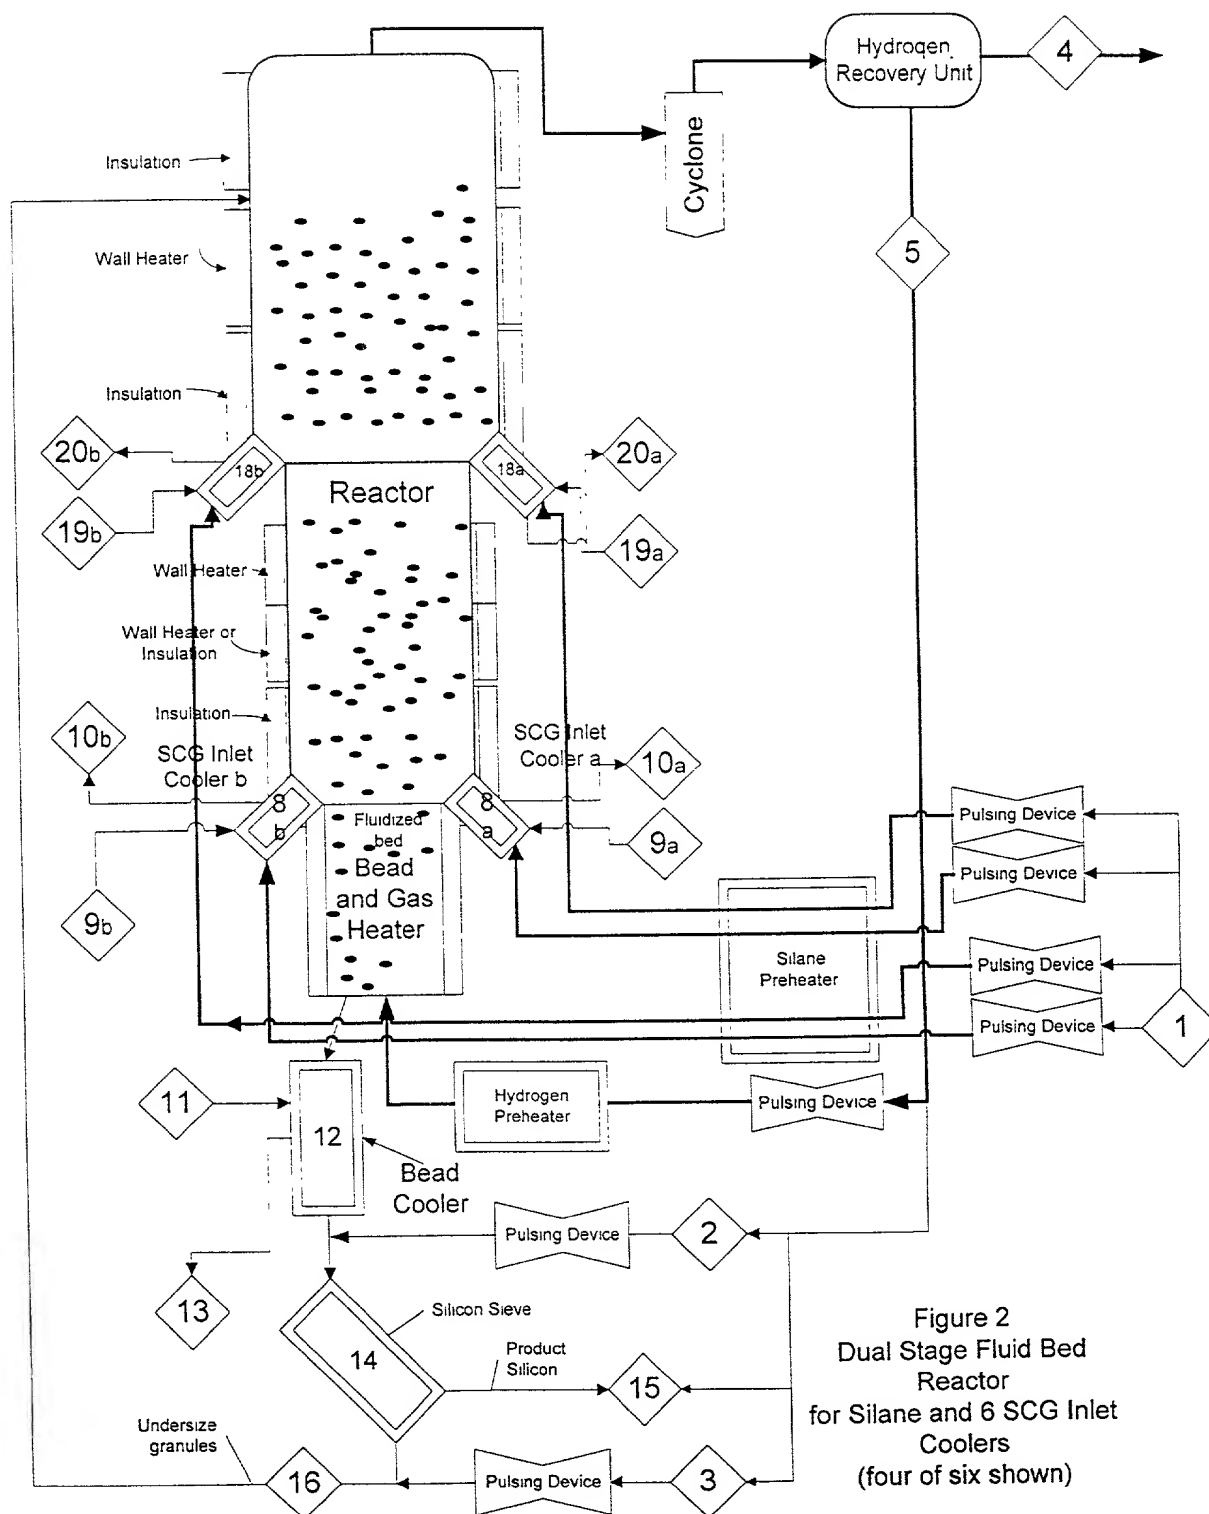 Hydrogen
Recovery Unit
4
Cyclone
Insulation
Wall Heater
5
Insulation
20b
18b
18a
20a
Reactor
19b
19a
Wall Heater
Wall Heater or
Insulation
Insulation
10b
SCG Inlet
Cooler b
SCG Inlet
Cooler a
10a
8
b
8
a
Fluidized
bed
Bead
and Gas
Heater
9a
9b
Pulsing Device
Pulsing Device
Silane
Preheater
Pulsing Device
Pulsing Device
1
11
12
Hydrogen
Preheater
Pulsing Device
Bead
Cooler
Pulsing Device
2
13
Silicon Sieve
14
Product
Silicon
15
Undersize
granules
16
Pulsing Device
3
Figure 2
Dual Stage Fluid Bed
Reactor
for Silane and 6 SCG Inlet
Coolers
(four of six shown)